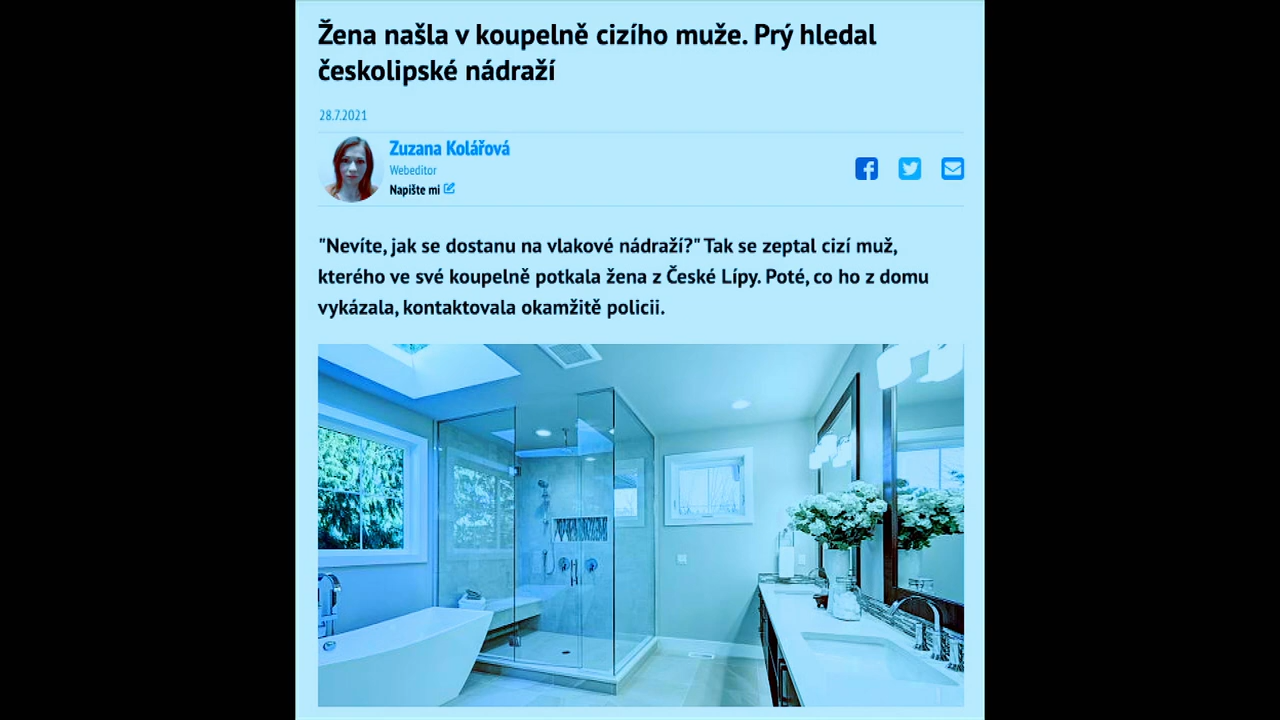 Žena našla v koupelně cizího muže. Prý hledal
českolipské nádraží
28.7.2021
Zuzana Kolářová
Webeditor
Napište mi
"Nevíte, jak se dostanu na vlakové nádraží?" Tak se zeptal cizí muž,
kterého ve své koupelně potkala žena z České Lípy. Poté, co ho z domu
vykázala, kontaktovala okamžitě policii.